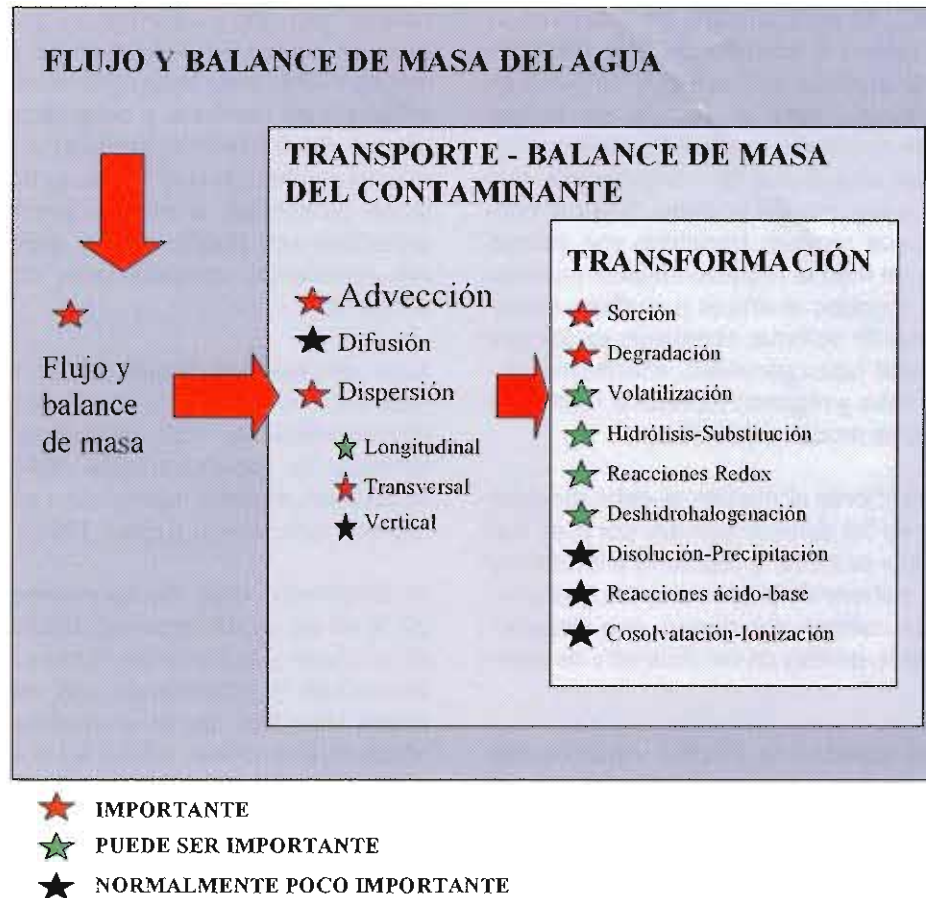 FLUJO Y BALANCE DE MASA DEL AGUA
TRANSPORTE - BALANCE DE MASA
DEL CONTAMINANTE
TRANSFORMACIÓN
Flujo y
balance
de masa
Advección
Difusión
Dispersión
Longitudinal
Transversal
Vertical
Sorción
Degradación
Volatilización
Hidrólisis-Substitución
Reacciones Redox
Deshidrohalogenación
Disolución-Precipitación
Reacciones ácido-base
Cosolvatación-Ionización
IMPORTANTE
PUEDE SER IMPORTANTE
NORMALMENTE POCO IMPORTANTE